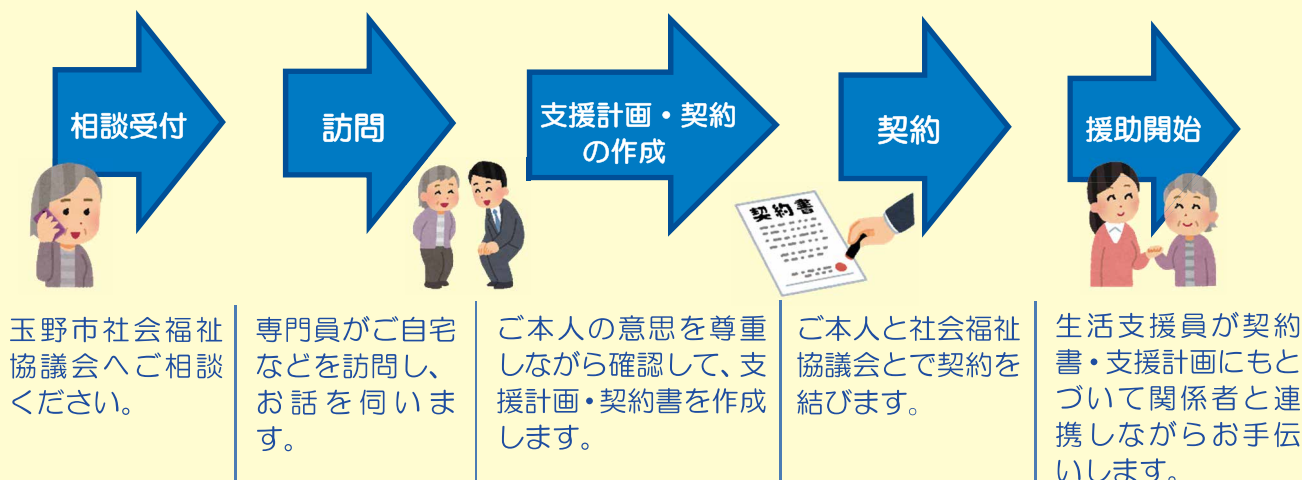 相談受付
訪問
支援計画・契約
の作成
契約
援助開始
契約書
玉野市社会福祉
協議会へご相談
ください。
専門員がご自宅
などを訪問し、
お話を伺いま
す。
ご本人の意思を尊重
しながら確認して、支
援計画・契約書を作成
します。
ご本人と社会福祉
協議会とで契約を
結びます。
生活支援員が契約
書・支援計画にもと
づいて関係者と連
携しながらお手伝
いします。